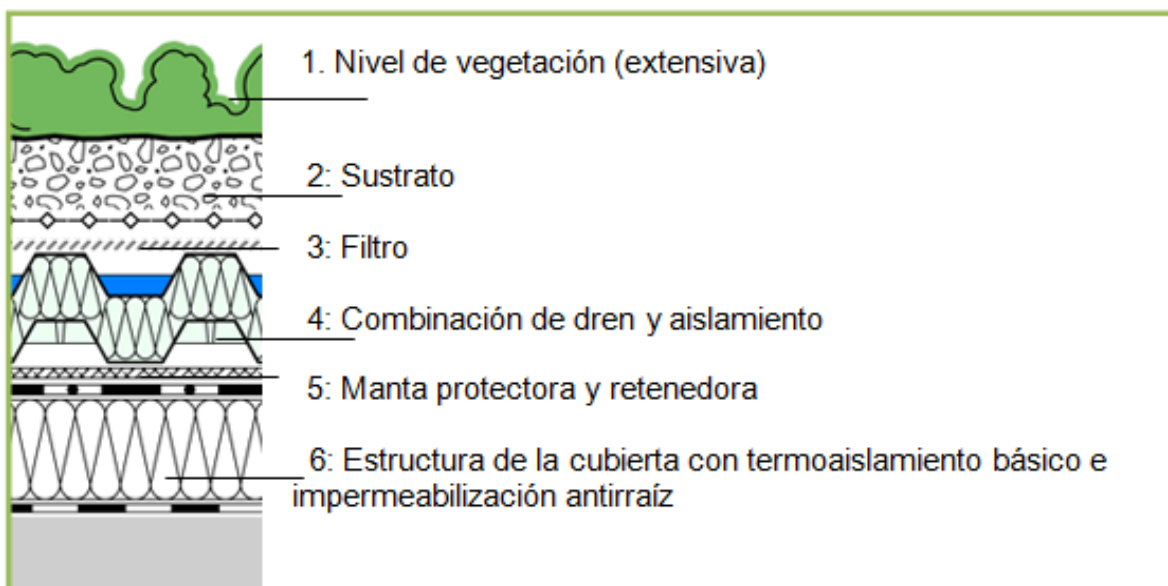 1. Nivel de vegetación (extensiva)
2: Sustrato
3: Filtro
4: Combinación de dren y aislamiento
5: Manta protectora y retenedora
6: Estructura de la cubierta con termoaislamiento básico e
impermeabilización antirraíz